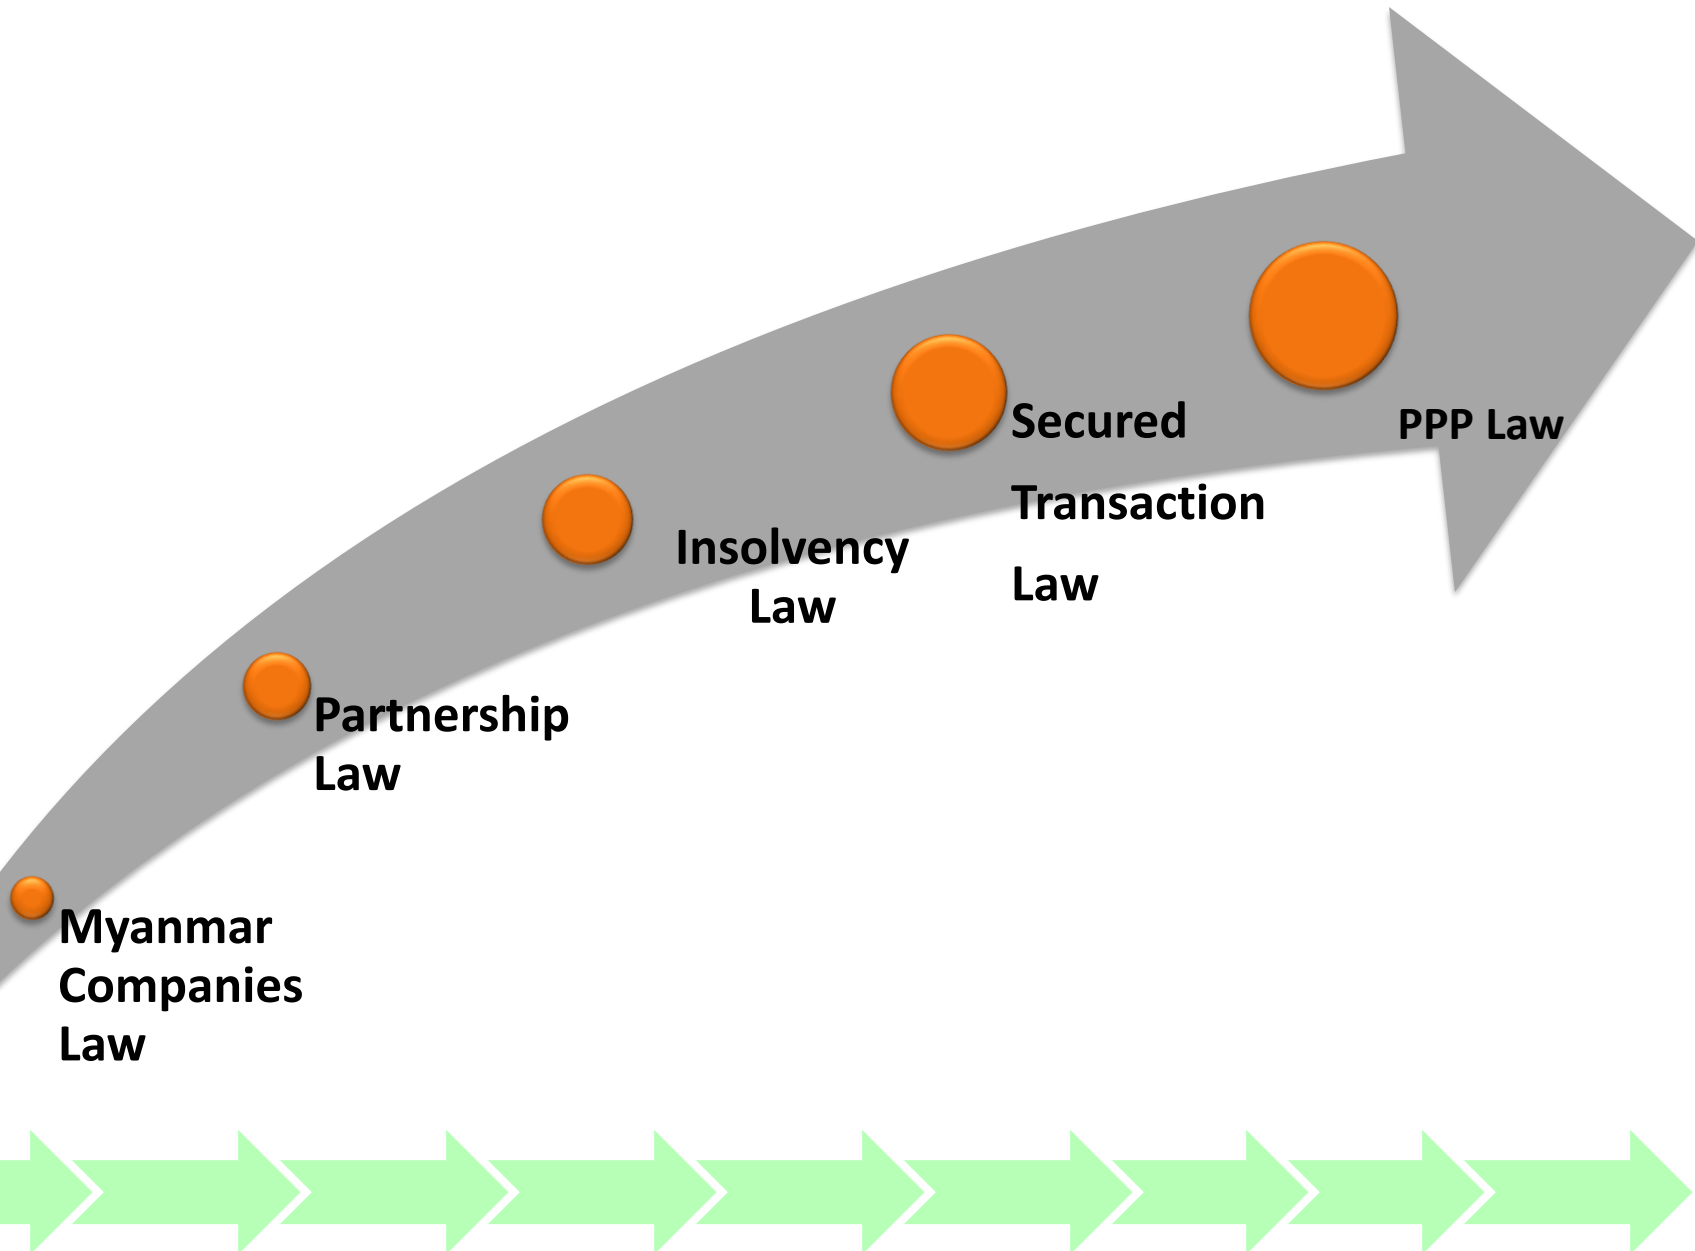 Myanmar
Companies
Law
Partnership
Law
Insolvency
Law
Secured
Transaction
Law
PPP Law